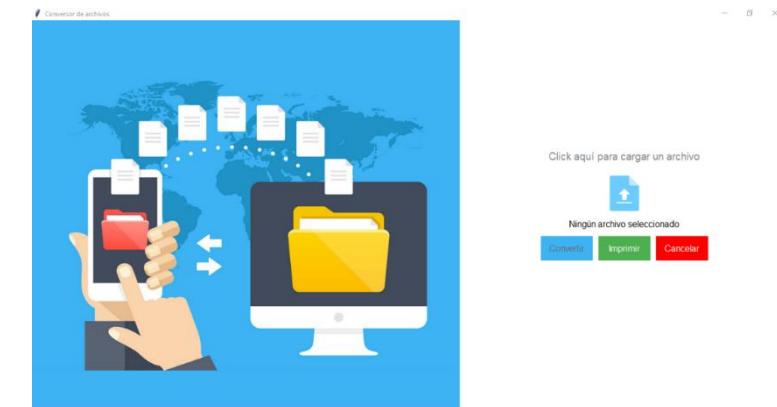 Conversor de archivos
Click aquí para cargar un archivo
Ningún archivo seleccionado
Convertir
Imprimir
Cancelar